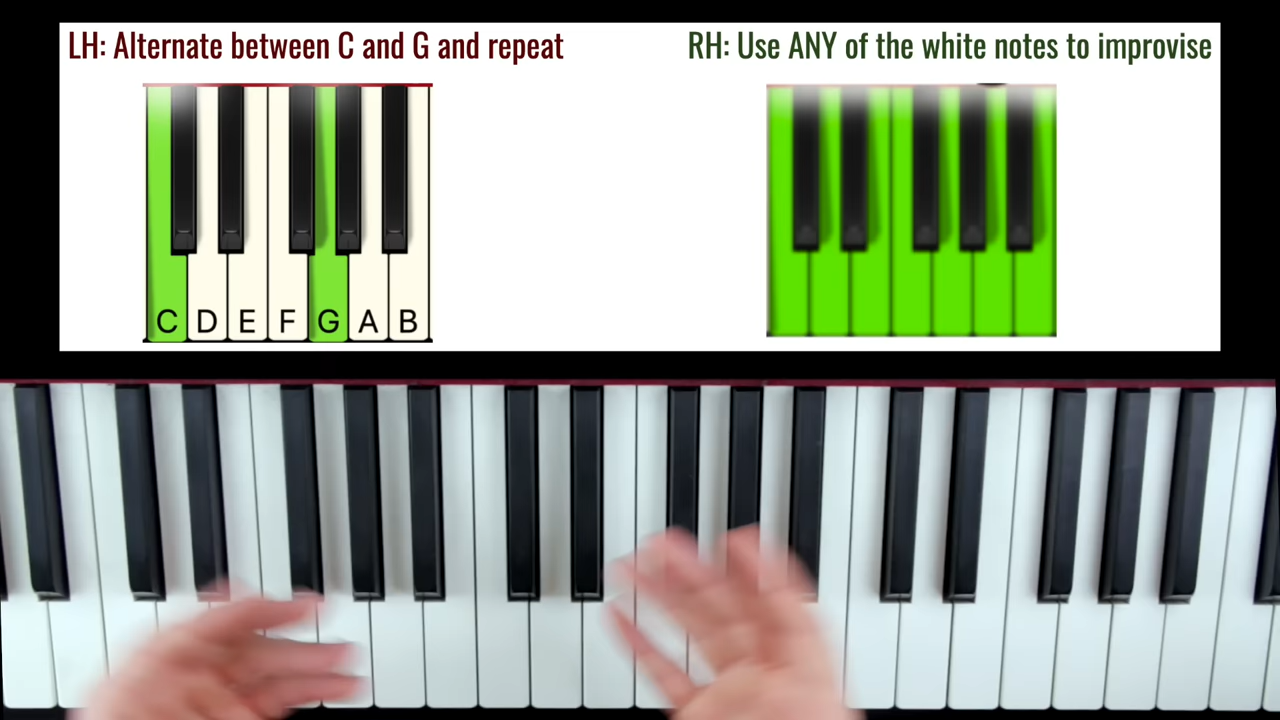 LH: Alternate between C and G and repeat
RH: Use ANY of the white notes to improvise
C D E F G A B